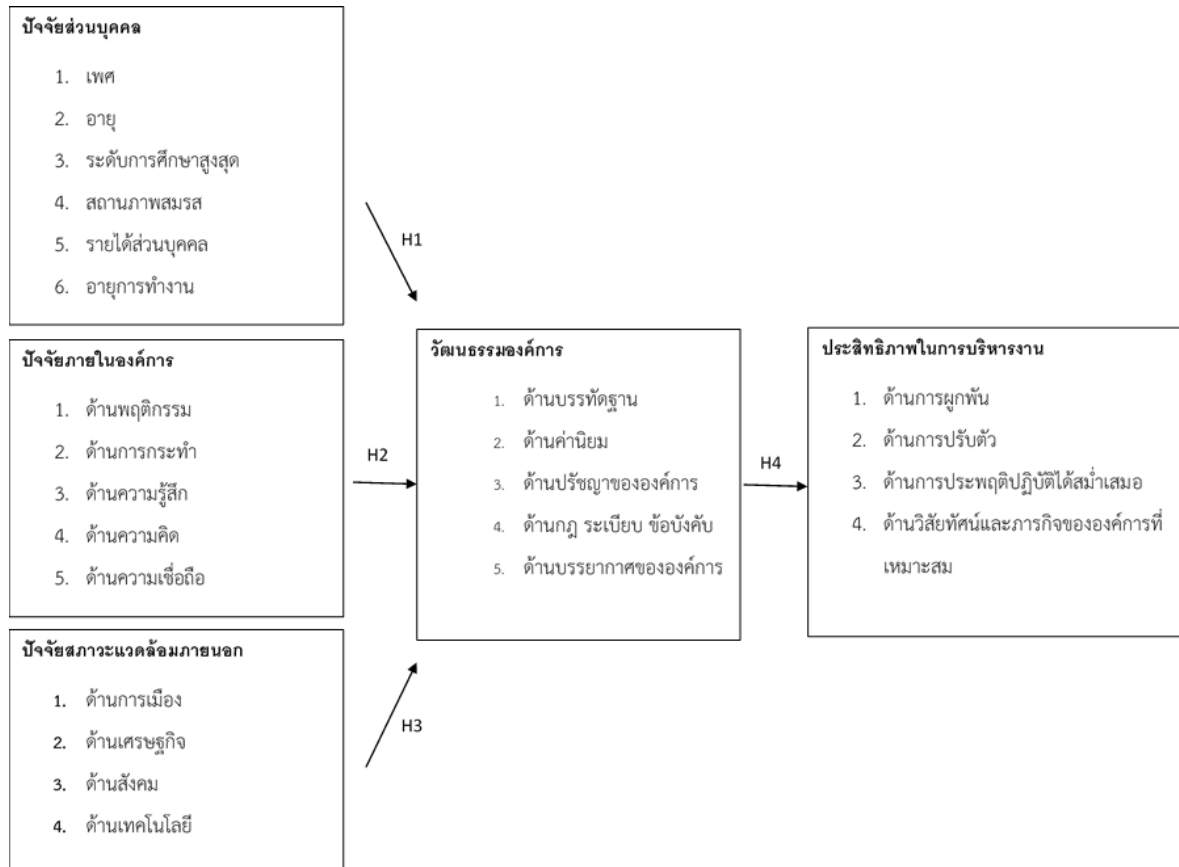 ปัจจัยส่วนบุคคล
1. เพศ
2. อายุ
3. ระดับการศึกษาสูงสุด
4. สถานภาพสมรส
5. รายได้ส่วนบุคคล
6. อายุการทำงาน
H1
ปัจจัยภายในองค์การ
1. ด้านพฤติกรรม
2. ด้านการกระทำ
3. ด้านความรู้สึก
4. ด้านความคิด
5. ด้านความเชื่อถือ
H2
ปัจจัยสภาวะแวดล้อมภายนอก
1. ด้านการเมือง
2. ด้านเศรษฐกิจ
3. ด้านสังคม
4. ด้านเทคโนโลยี
H3
วัฒนธรรมองค์การ
1. ด้านบรรทัดฐาน
2. ด้านค่านิยม
3. ด้านปรัชญาขององค์การ
4. ด้านกฎ ระเบียบ ข้อบังคับ
5. ด้านบรรยากาศขององค์การ
H4
ประสิทธิภาพในการบริหารงาน
1. ด้านการผูกพัน
2. ด้านการปรับตัว
3. ด้านการประพฤติปฏิบัติได้สม่ำเสมอ
4. ด้านวิสัยทัศน์และภารกิจขององค์การที่
เหมาะสม